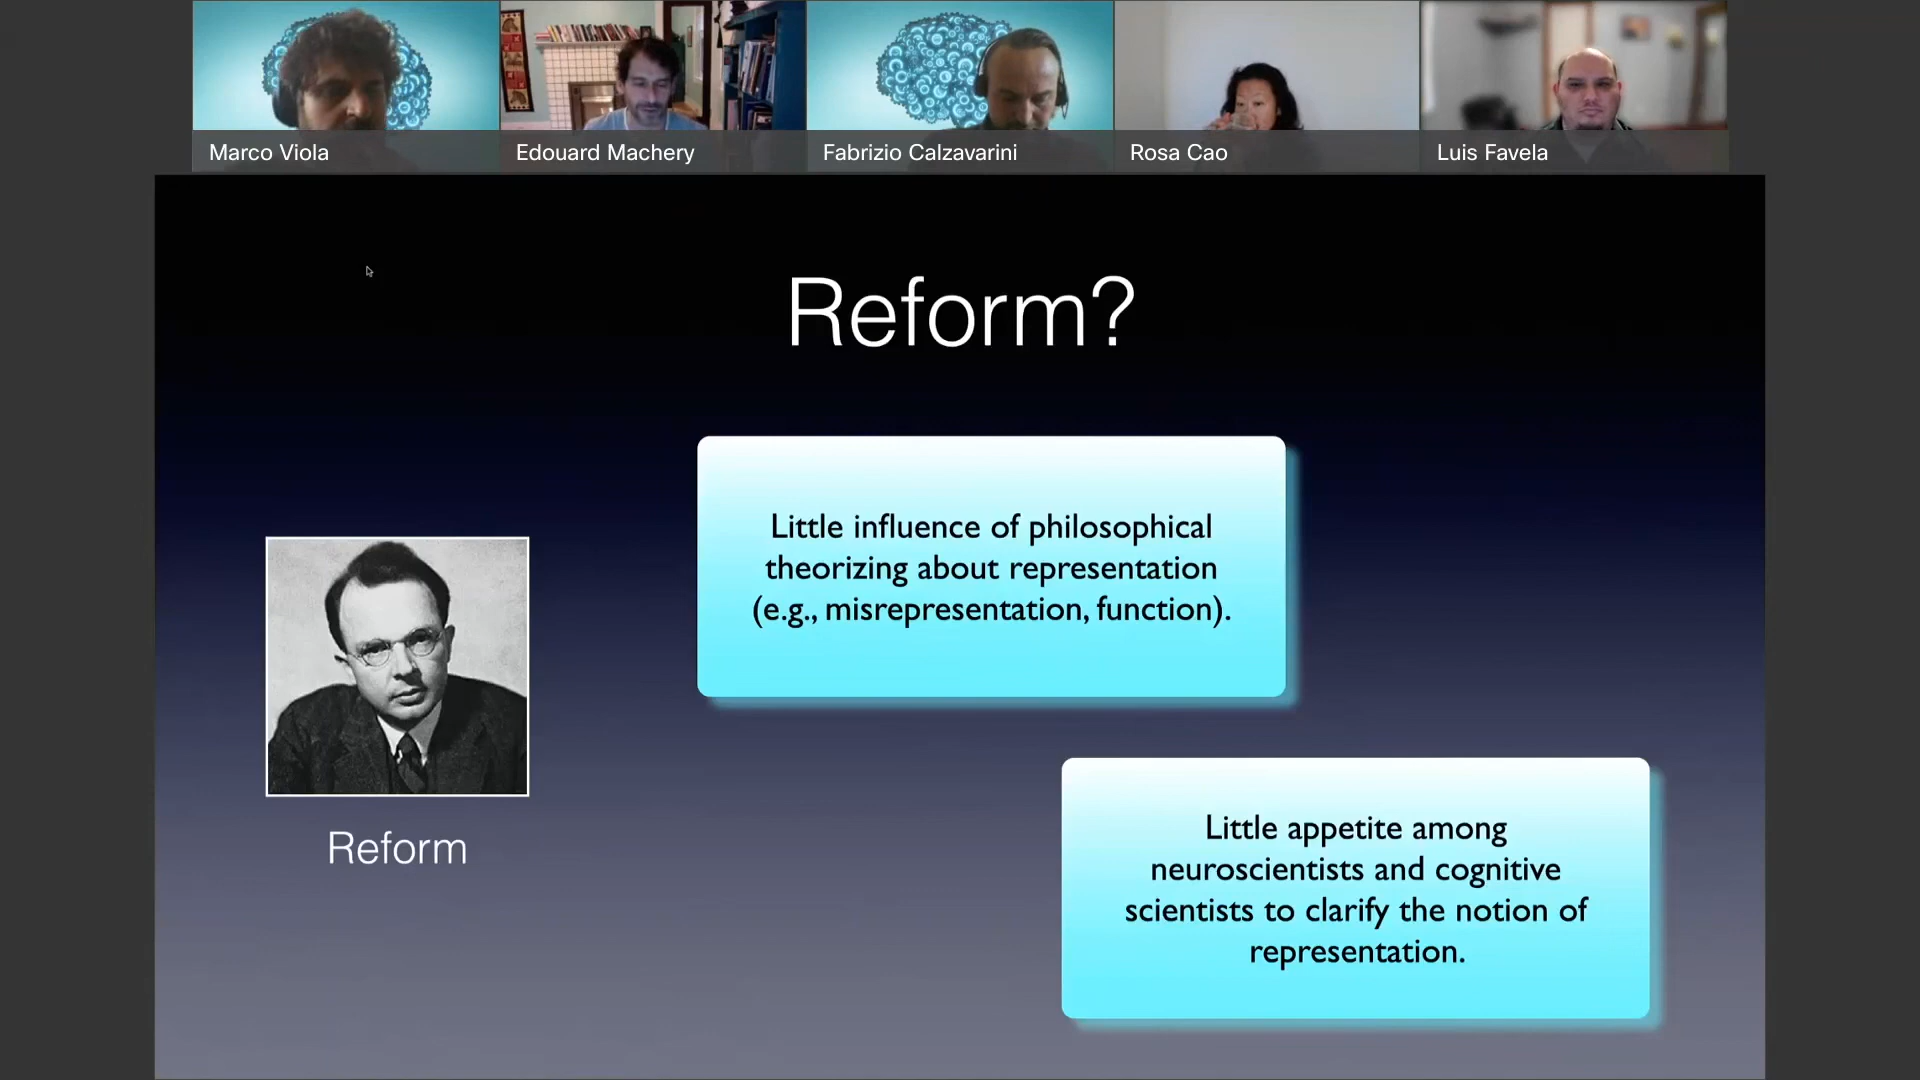 Marco Viola
Edouard Machery
Fabrizio Calzavarini
Rosa Cao
Luis Favela
Reform?
Little influence of philosophical
theorizing about representation
(e.g., misrepresentation, function).
Reform
Little appetite among
neuroscientists and cognitive
scientists to clarify the notion of
representation.